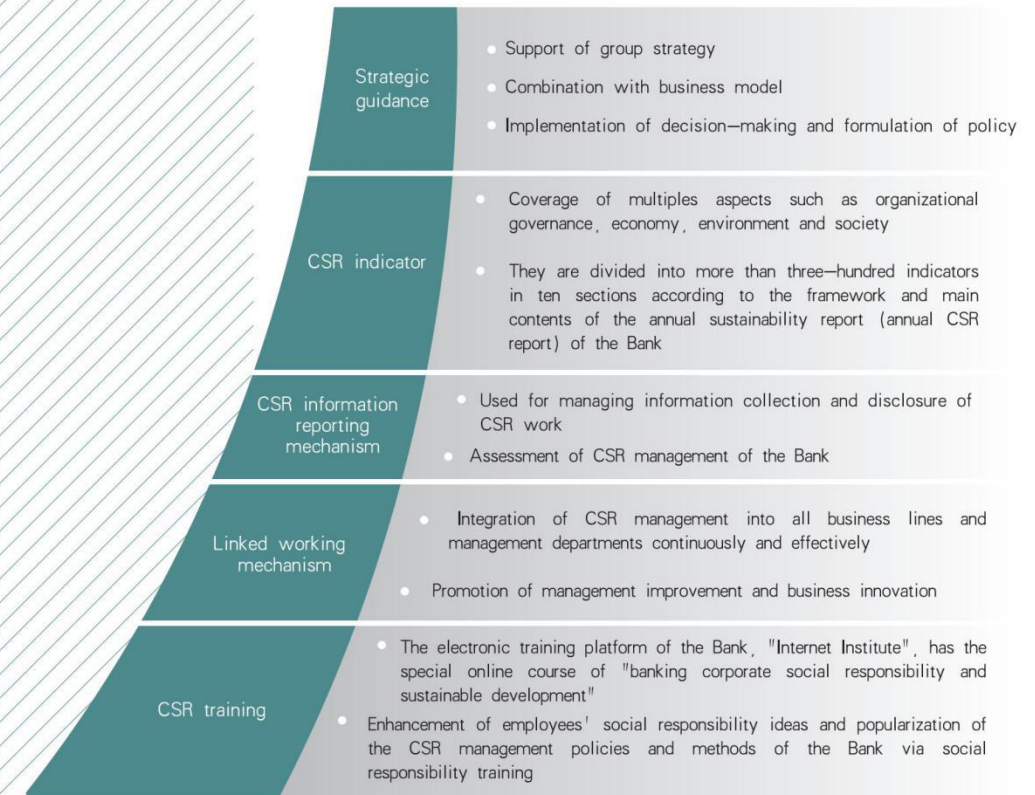 Strategic
guidance
Support of group strategy
Combination with business model
Implementation of decision—making and formulation of policy
CSR indicator
Coverage of multiples aspects such as organizational
governance, economy, environment and society
They are divided into more than three—hundred indicators
in ten sections according to the framework and main
contents of the annual sustainability report (annual CSR
report) of the Bank
CSR information
reporting
mechanism
Used for managing information collection and disclosure of
CSR work
Assessment of CSR management of the Bank
Linked working
mechanism
Integration of CSR management into all business lines and
management departments continuously and effectively
Promotion of management improvement and business innovation
CSR training
The electronic training platform of the Bank, "Internet Institute", has the
special online course of "banking corporate social responsibility and
sustainable development"
Enhancement of employees' social responsibility ideas and popularization of
the CSR management policies and methods of the Bank via social
responsibility training